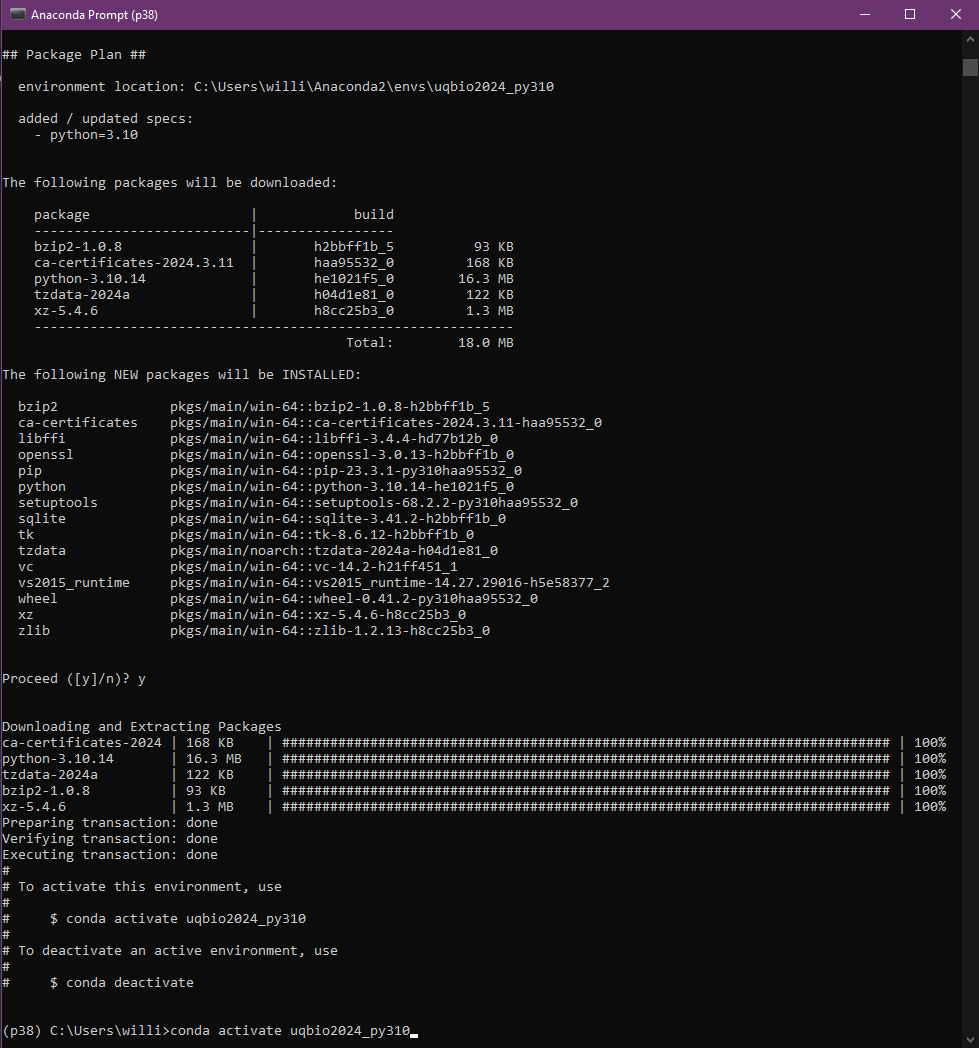 Anaconda Prompt (p38)
## Package Plan ##
  environment location: C:\Users\willi\Anaconda2\envs\uqbio2024_py310
  added / updated specs:
    - python=3.10
The following packages will be downloaded:
    package                    |            build
    ---------------------------|-----------------
    bzip2-1.0.8                |       h2bbff1b_5          93 KB
    ca-certificates-2024.3.11  |       haa95532_0         168 KB
    python-3.10.14             |       he1021f5_0        16.3 MB
    tzdata-2024a               |       h04d1e81_0         122 KB
    xz-5.4.6                   |       h8cc25b3_0         1.3 MB
    ------------------------------------------------------------
                                           Total:        18.0 MB
The following NEW packages will be INSTALLED:
  bzip2              pkgs/main/win-64::bzip2-1.0.8-h2bbff1b_5
  ca-certificates    pkgs/main/win-64::ca-certificates-2024.3.11-haa95532_0
  libffi             pkgs/main/win-64::libffi-3.4.4-hd77b12b_0
  openssl            pkgs/main/win-64::openssl-3.0.13-h2bbff1b_0
  pip                pkgs/main/win-64::pip-23.3.1-py310haa95532_0
  python             pkgs/main/win-64::python-3.10.14-he1021f5_0
  setuptools         pkgs/main/win-64::setuptools-68.2.2-py310haa95532_0
  sqlite             pkgs/main/win-64::sqlite-3.41.2-h2bbff1b_0
  tk                 pkgs/main/win-64::tk-8.6.12-h2bbff1b_0
  tzdata             pkgs/main/noarch::tzdata-2024a-h04d1e81_0
  vc                 pkgs/main/win-64::vc-14.2-h21ff451_1
  vs2015_runtime     pkgs/main/win-64::vs2015_runtime-14.27.29016-h5e58377_2
  wheel              pkgs/main/win-64::wheel-0.41.2-py310haa95532_0
  xz                 pkgs/main/win-64::xz-5.4.6-h8cc25b3_0
  zlib               pkgs/main/win-64::zlib-1.2.13-h8cc25b3_0
Proceed ([y]/n)? y
Downloading and Extracting Packages
ca-certificates-2024 | 168 KB    | ############################################################################ | 100%
python-3.10.14       | 16.3 MB   | ############################################################################ | 100%
tzdata-2024a         | 122 KB    | ############################################################################ | 100%
bzip2-1.0.8          | 93 KB     | ############################################################################ | 100%
xz-5.4.6             | 1.3 MB    | ############################################################################ | 100%
Preparing transaction: done
Verifying transaction: done
Executing transaction: done
#
# To activate this environment, use
#
#     $ conda activate uqbio2024_py310
#
# To deactivate an active environment, use
#
#     $ conda deactivate
(p38) C:\Users\willi>conda activate uqbio2024_py310